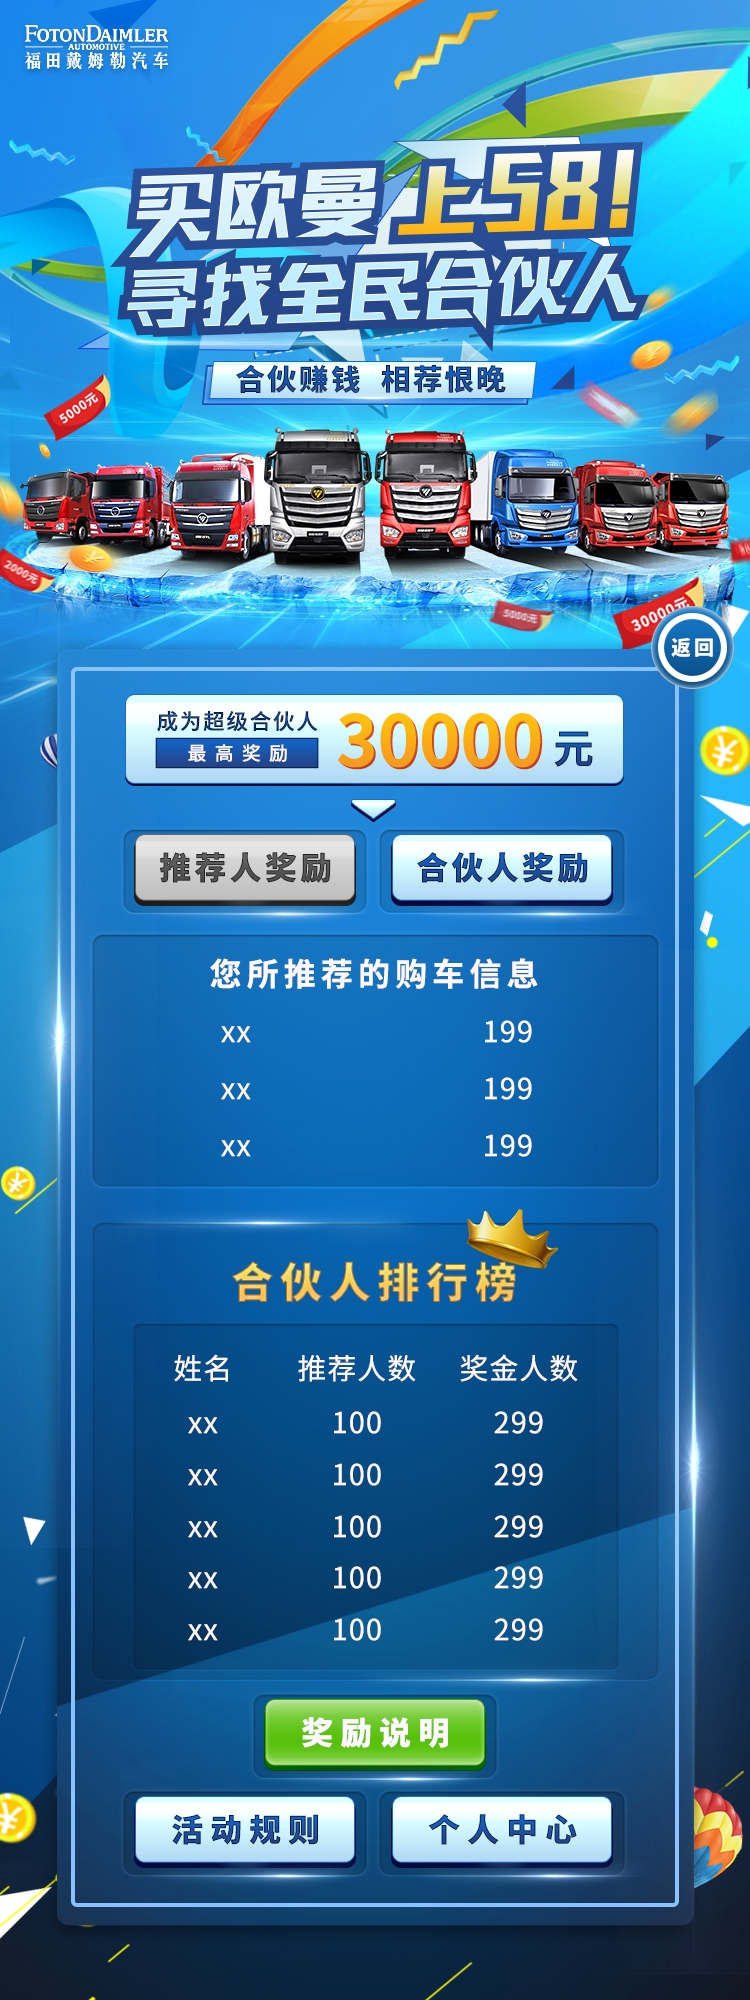 FOTONDAIMLER
AUTOMOTIVE
福田戴姆勒汽车
买欧曼 上58!
寻找全民合伙人
合伙赚钱 相荐恨晚
5000元
2000元
5000元
30000元
返回
成为超级合伙人
最高奖励
30000元
推荐人奖励 合伙人奖励
您所推荐的购车信息
xx 199
xx 199
xx 199
合伙人排行榜
姓名 推荐人数 奖金人数
xx 100 299
xx 100 299
xx 100 299
xx 100 299
xx 100 299
奖励说明
活动规则 个人中心